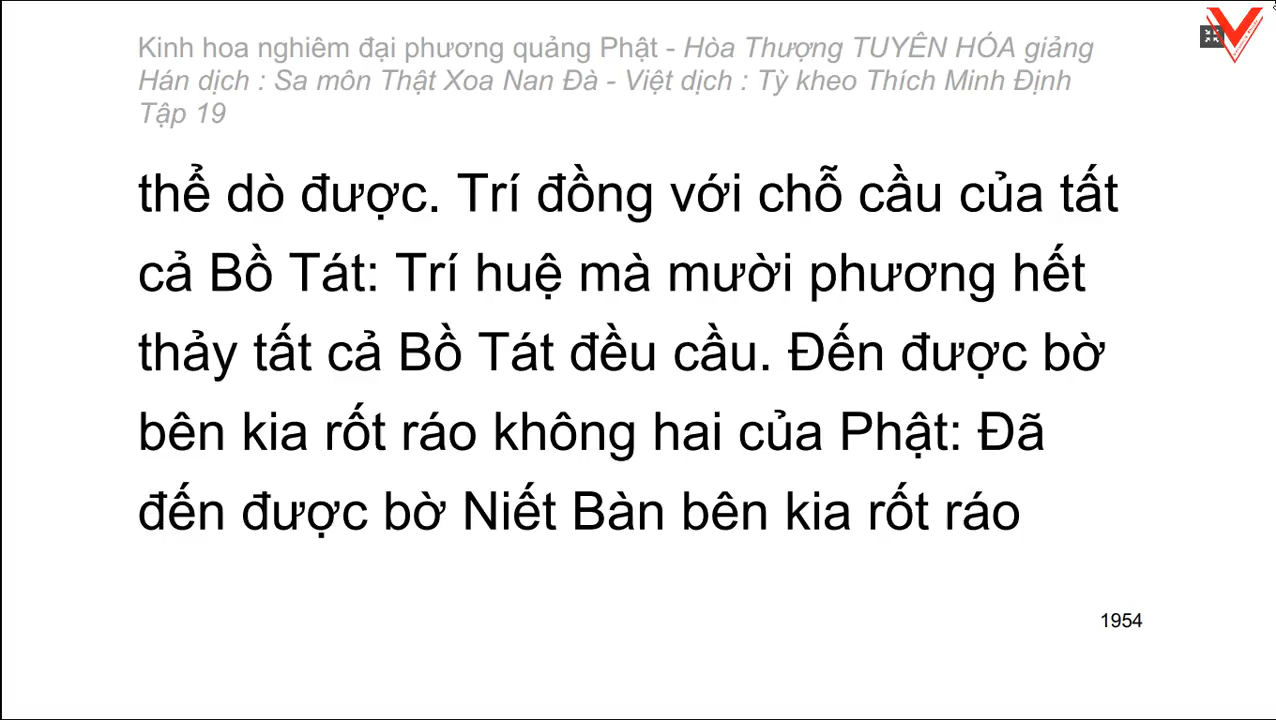 Kinh hoa nghiêm đại phương quảng Phật - Hòa Thượng TUYÊN HÓA giảng
Hán dịch : Sa môn Thật Xoa Nan Đà - Việt dịch : Tỳ kheo Thích Minh Định
Tập 19
thể dò được. Trí đồng với chỗ cầu của tất
cả Bồ Tát: Trí huệ mà mười phương hết
thảy tất cả Bồ Tát đều cầu. Đến được bờ
bên kia rốt ráo không hai của Phật: Đã
đến được bờ Niết Bàn bên kia rốt ráo
1954